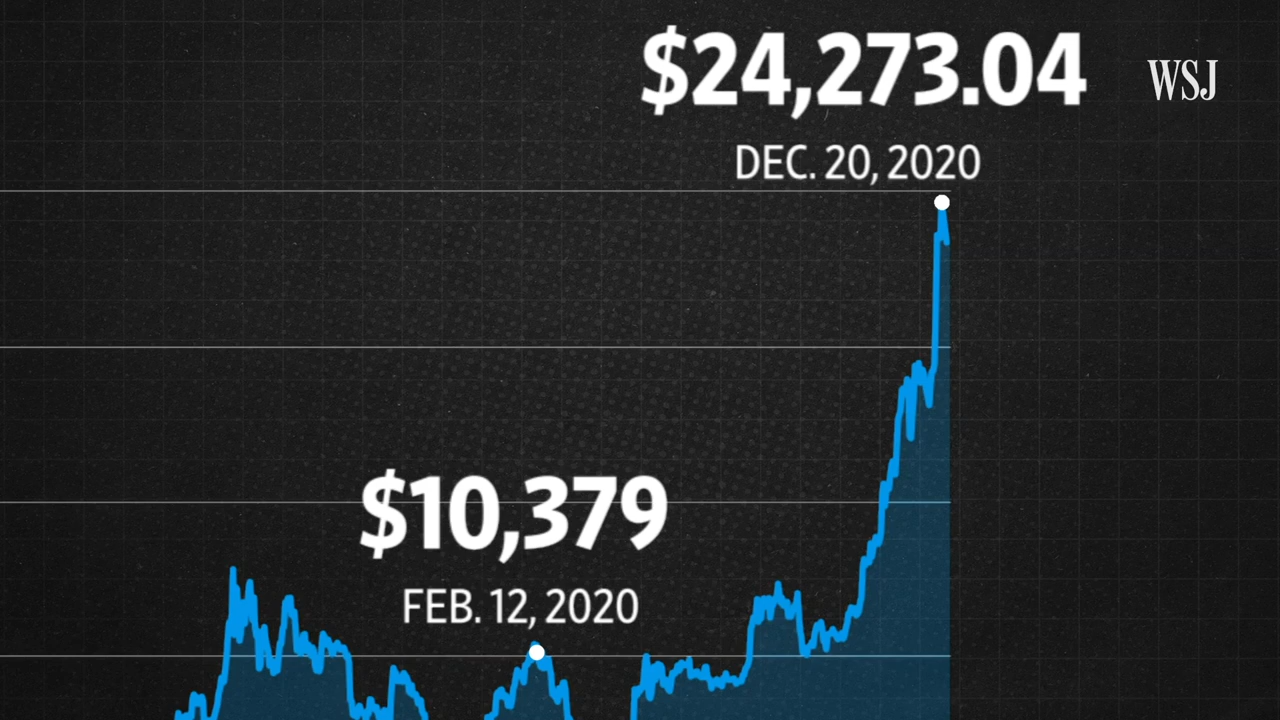 $24,273.04
WSJ
DEC. 20, 2020
$10,379
FEB. 12, 2020